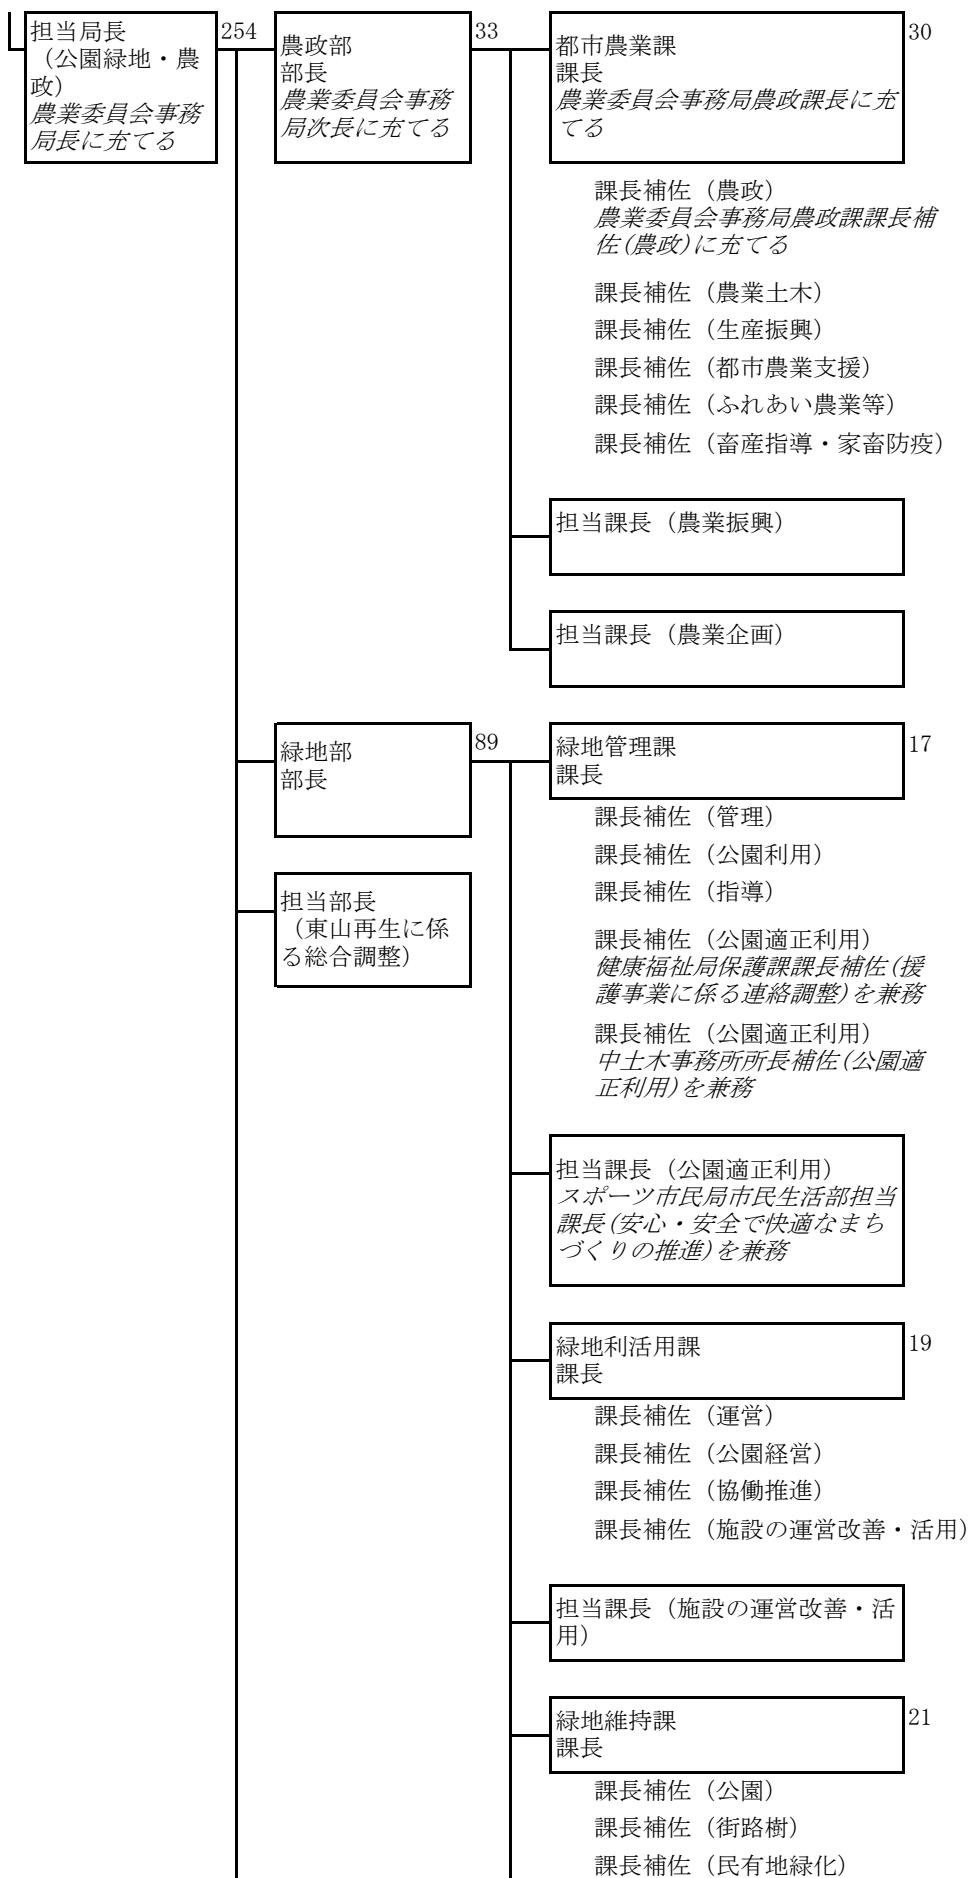 担当局長
（公園緑地・農
政）
農業委員会事務
局長に充てる
254
農政部
部長
農業委員会事務
局次長に充てる
33
都市農業課
課長
農業委員会事務局農政課長に充
てる
30
課長補佐（農政）
農業委員会事務局農政課課長補
佐(農政)に充てる
課長補佐（農業土木）
課長補佐（生産振興）
課長補佐（都市農業支援）
課長補佐（ふれあい農業等）
課長補佐（畜産指導・家畜防疫）
担当課長（農業振興）
担当課長（農業企画）
緑地部
部長
89
緑地管理課
課長
17
課長補佐（管理）
課長補佐（公園利用）
課長補佐（指導）
担当部長
（東山再生に係
る総合調整）
課長補佐（公園適正利用）
健康福祉局保護課課長補佐(援
護事業に係る連絡調整)を兼務
課長補佐（公園適正利用）
中土木事務所所長補佐(公園適
正利用)を兼務
担当課長（公園適正利用）
スポーツ市民局市民生活部担当
課長(安心・安全で快適なまち
づくりの推進)を兼務
緑地利活用課
課長
19
課長補佐（運営）
課長補佐（公園経営）
課長補佐（協働推進）
課長補佐（施設の運営改善・活用）
担当課長（施設の運営改善・活
用）
緑地維持課
課長
21
課長補佐（公園）
課長補佐（街路樹）
課長補佐（民有地緑化）